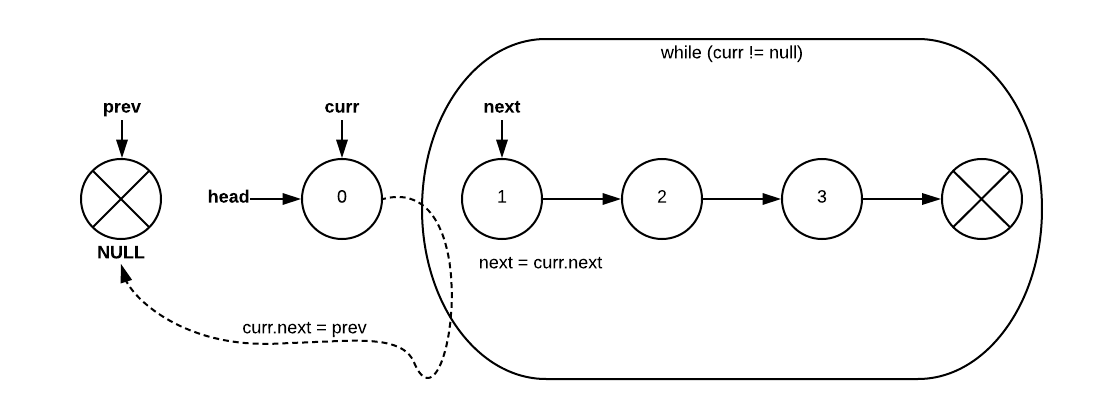 while (curr != null)
prev
curr
next
head
0
1
2
3
NULL
next = curr.next
curr.next = prev